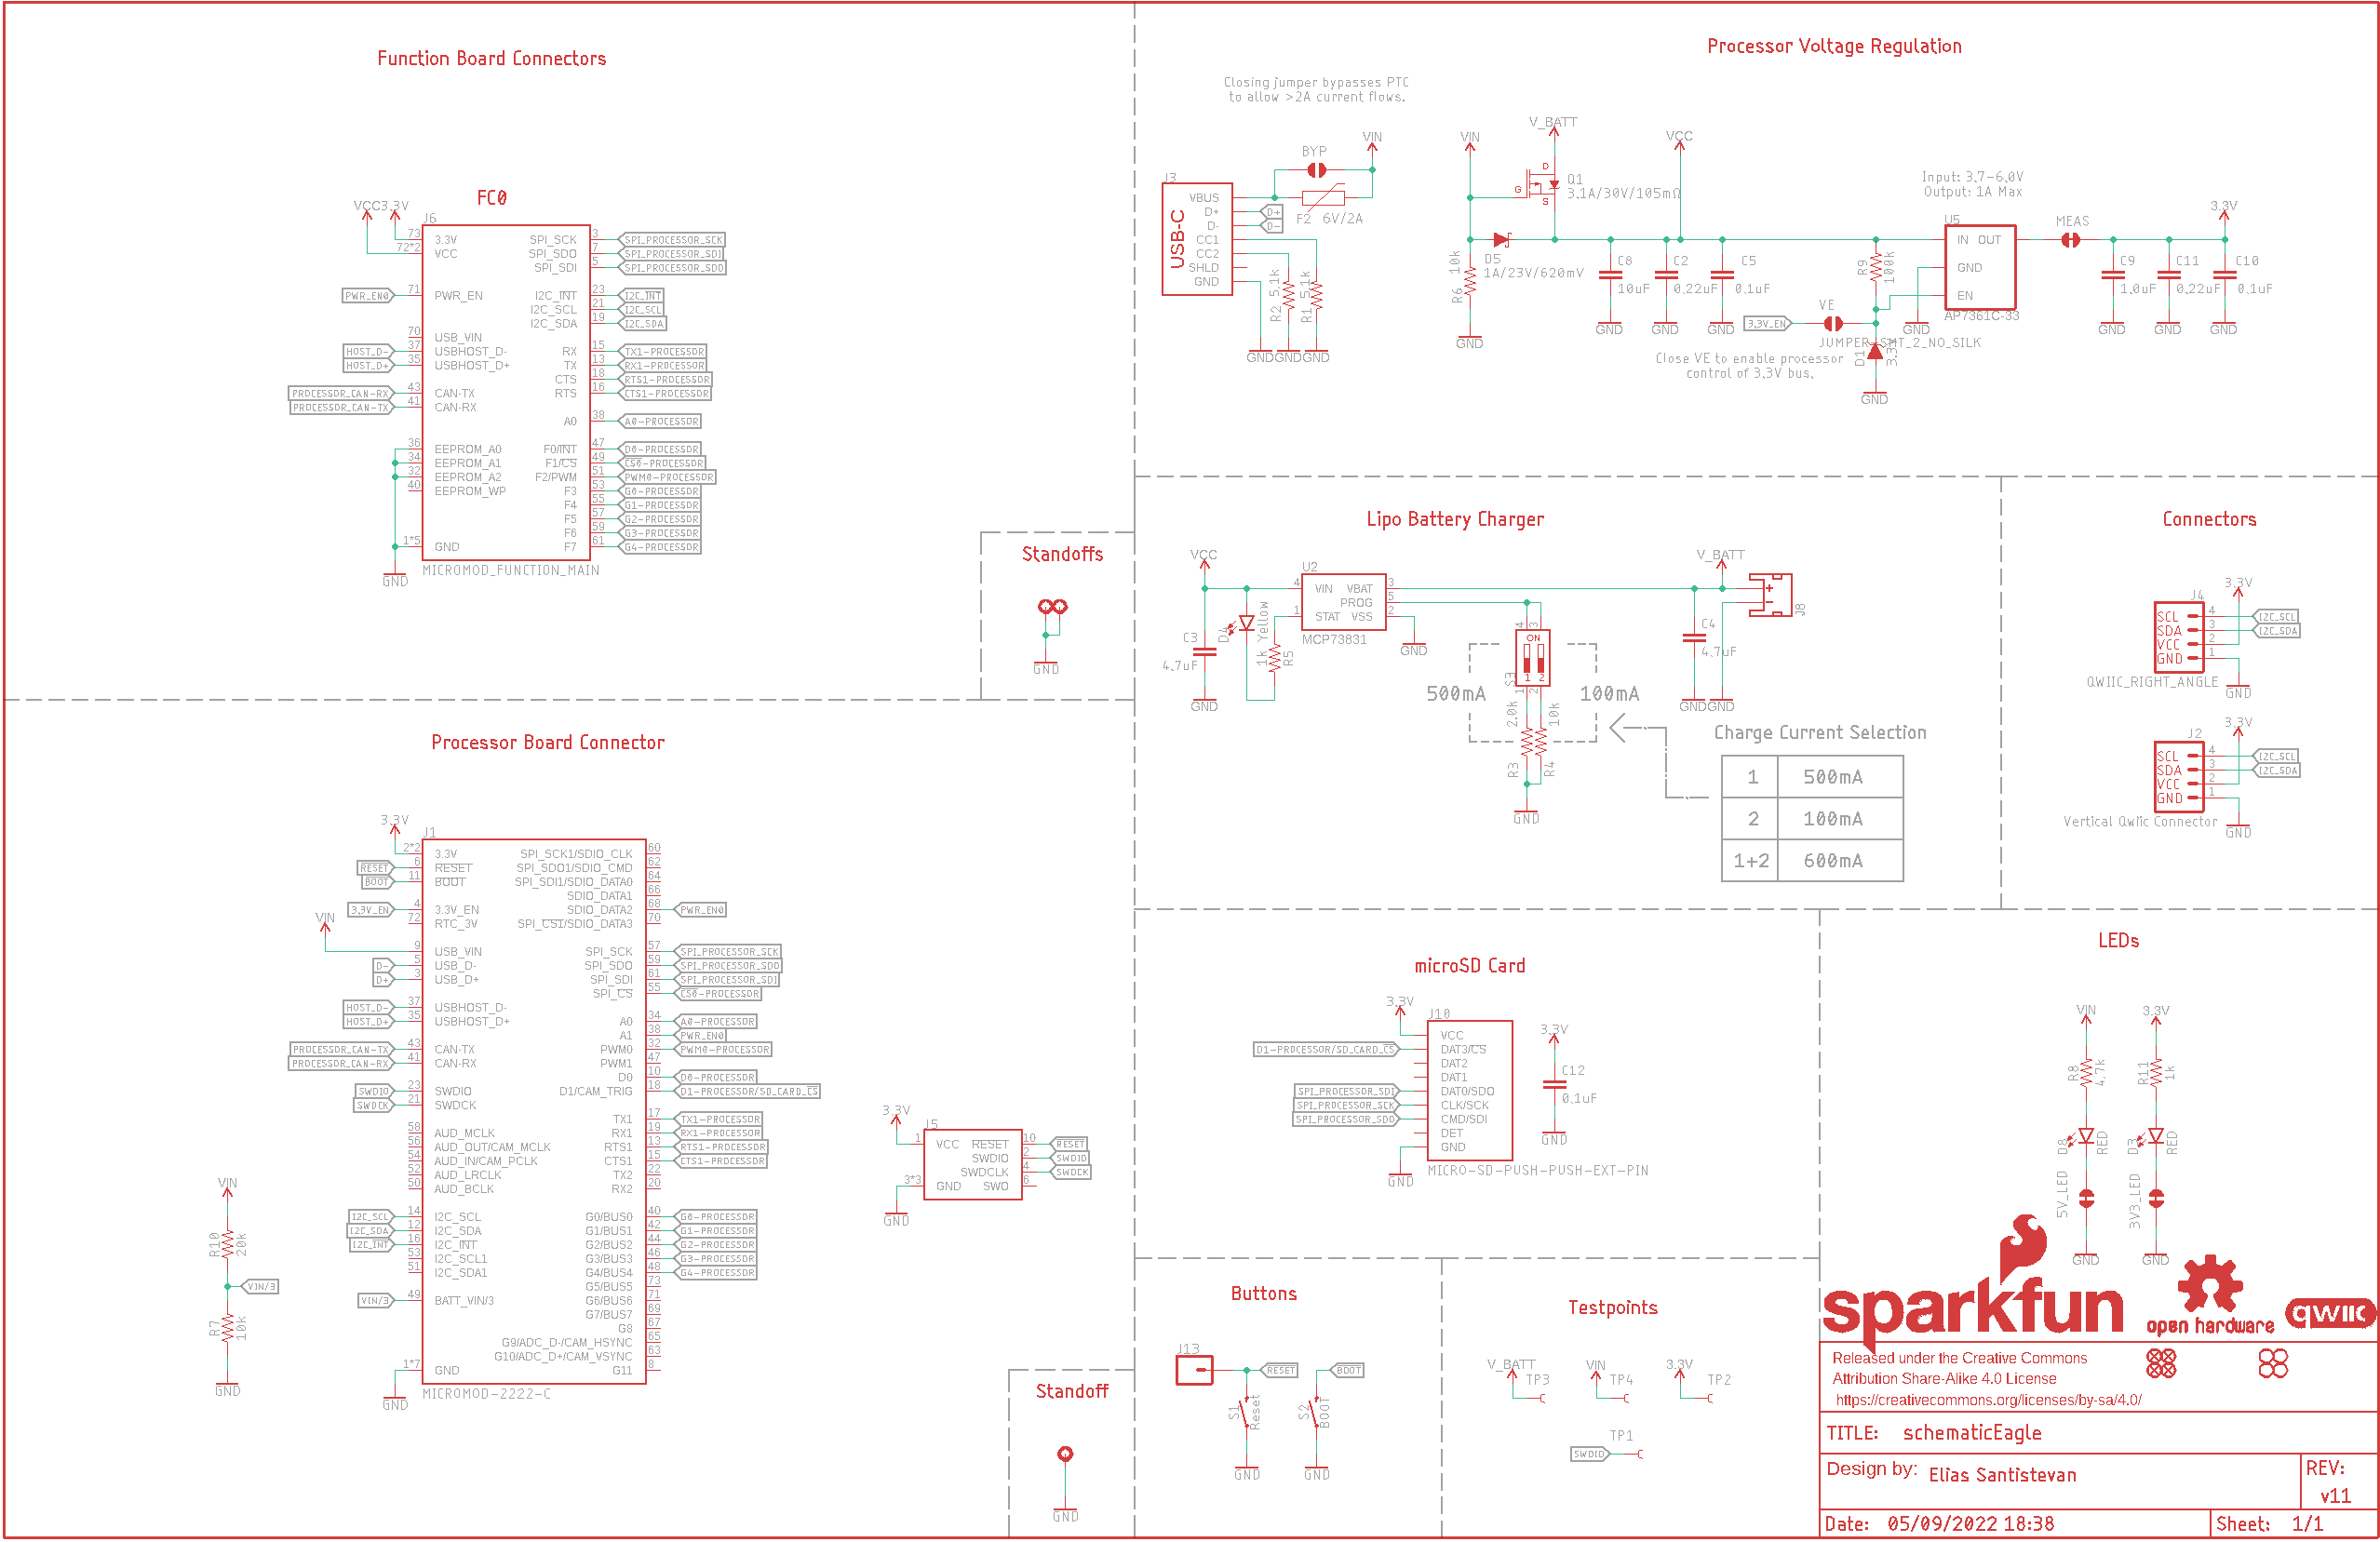 Function Board Connectors
FC0
VCC
3.3V
J6
73
3.3V
SPI_SCK
3
SPI_PROCESSOR_SCK
72*2
VCC
SPI_SDO
7
SPI_PROCESSOR_SDI
SPI_SDI
5
SPI_PROCESSOR_SDO
PWR_EN0
71
PWR_EN
I2C_INT
23
I2C_INT
I2C_SCL
21
I2C_SCL
I2C_SDA
19
I2C_SDA
70
USB_VIN
HOST_D-
37
USBHOST_D-
RX
15
TX1-PROCESSOR
HOST_D+
35
USBHOST_D+
TX
13
RX1-PROCESSOR
CTS
18
RTS1-PROCESSOR
PROCESSOR_CAN-RX
43
CAN-TX
RTS
16
CTS1-PROCESSOR
PROCESSOR_CAN-TX
41
CAN-RX
A0
38
A0-PROCESSOR
36
EEPROM_A0
F0/INT
47
D0-PROCESSOR
34
EEPROM_A1
F1/CS
49
CS0-PROCESSOR
32
EEPROM_A2
F2/PWM
51
PWM0-PROCESSOR
40
EEPROM_WP
F3
53
G0-PROCESSOR
F4
55
G1-PROCESSOR
F5
57
G2-PROCESSOR
F6
59
G3-PROCESSOR
1*5
GND
F7
61
G4-PROCESSOR
GND
MICROMOD_FUNCTION_MAIN
Standoffs
GND
Processor Voltage Regulation
Closing jumper bypasses PTC
to allow >2A current flows.
VIN
BYP
F2 6V/2A
J3
USB-C
VBUS
D+
D+
D-
D-
CC1
CC2
SHLD
GND
R2
5.1k
R1
5.1k
GND
GND
GND
VIN
V_BATT
D
G
S
Q1
3.1A/30V/105mΩ
VCC
D5
1A/23V/620mV
R6
10k
GND
C8
10uF
GND
C2
0.22uF
GND
C5
0.1uF
GND
3.3V_EN
VE
JUMPER-SMT_2_NO_SILK
Close VE to enable processor
control of 3.3V bus.
R9
100k
D1
3.3V
GND
Input: 3.7-6.0V
Output: 1A Max
U5
IN
OUT
GND
EN
AP7361C-33
GND
MEAS
3.3V
C9
1.0uF
GND
C11
0.22uF
GND
C10
0.1uF
GND
Lipo Battery Charger
VCC
C3
4.7uF
GND
D4
Yellow
1k
R5
U2
4
VIN
VBAT
3
PROG
5
1
STAT
VSS
2
MCP73831
GND
4
3
ON
1 2
S3
1
2
500mA
100mA
2.0k
10k
R3
R4
GND
V_BATT
C4
4.7uF
J8
GND
GND
Charge Current Selection
1 500mA
2 100mA
1+2 600mA
Connectors
3.3V
J4
SCL
4
I2C_SCL
SDA
3
I2C_SDA
VCC
2
GND
1
QWIIC_RIGHT_ANGLE
GND
3.3V
J2
SCL
4
I2C_SCL
SDA
3
I2C_SDA
VCC
2
GND
1
Vertical Qwiic Connector
GND
Processor Board Connector
3.3V
J1
2*2
3.3V
SPI_SCK1/SDIO_CLK
60
RESET
6
RESET
SPI_SDO1/SDIO_CMD
62
BOOT
11
BOOT
SPI_SDI1/SDIO_DATA0
64
SDIO_DATA1
66
3.3V_EN
4
3.3V_EN
SDIO_DATA2
68
PWR_EN0
72
RTC_3V
SPI_CS1/SDIO_DATA3
70
VIN
9
USB_VIN
SPI_SCK
57
SPI_PROCESSOR_SCK
D-
5
USB_D-
SPI_SDO
59
SPI_PROCESSOR_SDO
D+
3
USB_D+
SPI_SDI
61
SPI_PROCESSOR_SDI
SPI_CS
55
CS0-PROCESSOR
HOST_D-
37
USBHOST_D-
HOST_D+
35
USBHOST_D+
A0
34
A0-PROCESSOR
A1
38
PWR_EN0
PROCESSOR_CAN-TX
43
CAN-TX
PWM0
32
PWM0-PROCESSOR
PROCESSOR_CAN-RX
41
CAN-RX
PWM1
47
D0
10
D0-PROCESSOR
SWDIO
23
SWDIO
D1/CAM_TRIG
18
D1-PROCESSOR/SD_CARD_CS
SWDCK
21
SWDCK
TX1
17
TX1-PROCESSOR
58
AUD_MCLK
RX1
19
RX1-PROCESSOR
56
AUD_OUT/CAM_MCLK
RTS1
13
RTS1-PROCESSOR
54
AUD_IN/CAM_PCLK
CTS1
15
CTS1-PROCESSOR
52
AUD_LRCLK
TX2
22
50
AUD_BCLK
RX2
20
I2C_SCL
14
I2C_SCL
G0/BUS0
40
G0-PROCESSOR
I2C_SDA
12
I2C_SDA
G1/BUS1
42
G1-PROCESSOR
I2C_INT
16
I2C_INT
G2/BUS2
44
G2-PROCESSOR
53
I2C_SCL1
G3/BUS3
46
G3-PROCESSOR
51
I2C_SDA1
G4/BUS4
48
G4-PROCESSOR
G5/BUS5
73
VIN/3
49
BATT_VIN/3
G6/BUS6
71
G7/BUS7
69
G8
67
G9/ADC_D-/CAM_HSYNC
65
G10/ADC_D+/CAM_VSYNC
63
1*7
GND
G11
8
GND
MICROMOD-2222-C
VIN
R10
20k
VIN/3
R7
10k
GND
3.3V
J5
1
VCC
RESET
10
RESET
SWDIO
2
SWDIO
SWDCLK
4
SWDCK
3*3
GND
SWO
6
GND
Standoff
GND
microSD Card
3.3V
J10
VCC
D1-PROCESSOR/SD_CARD_CS
DAT3/CS
DAT2
DAT1
SPI_PROCESSOR_SDI
DAT0/SDO
SPI_PROCESSOR_SCK
CLK/SCK
SPI_PROCESSOR_SDO
CMD/SDI
DET
GND
GND
MICRO-SD-PUSH-PUSH-EXT-PIN
3.3V
C12
0.1uF
GND
LEDs
VIN
3.3V
R8
4.7k
R11
1k
D8
RED
D3
RED
5V_LED
3V3_LED
GND
GND
Buttons
J13
RESET
BOOT
S1
Reset
S2
BOOT
GND
GND
Testpoints
V_BATT
TP3
VIN
TP4
3.3V
TP2
TP1
SWDIO
sparkfun
open hardware
qwiic
Released under the Creative Commons
Attribution Share-Alike 4.0 License
https://creativecommons.org/licenses/by-sa/4.0/
TITLE: schematicEagle
Design by: Elias Santistevan
REV:
v11
Date: 05/09/2022 18:38
Sheet: 1/1